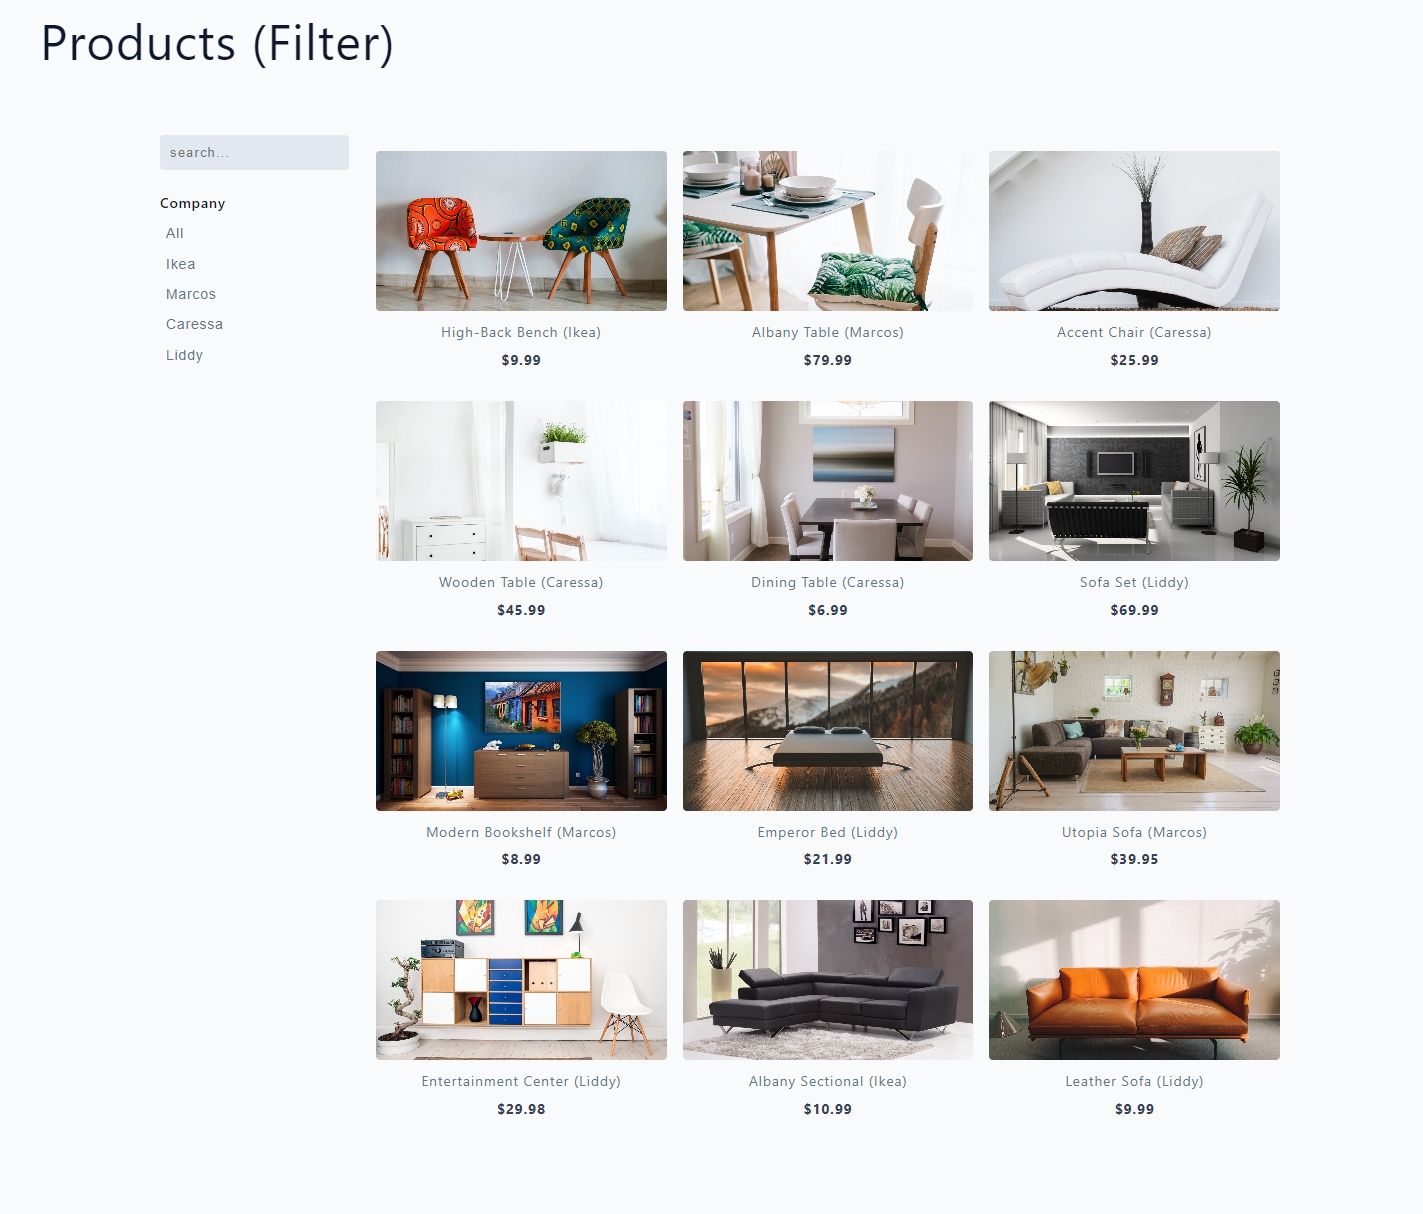 Products (Filter)
search...
Company
All
Ikea
Marcos
Caressa
Liddy
High-Back Bench (Ikea)
$9.99
Albany Table (Marcos)
$79.99
Accent Chair (Caressa)
$25.99
Wooden Table (Caressa)
$45.99
Dining Table (Caressa)
$6.99
Sofa Set (Liddy)
$69.99
Modern Bookshelf (Marcos)
$8.99
Emperor Bed (Liddy)
$21.99
Utopia Sofa (Marcos)
$39.95
Entertainment Center (Liddy)
$29.98
Albany Sectional (Ikea)
$10.99
Leather Sofa (Liddy)
$9.99